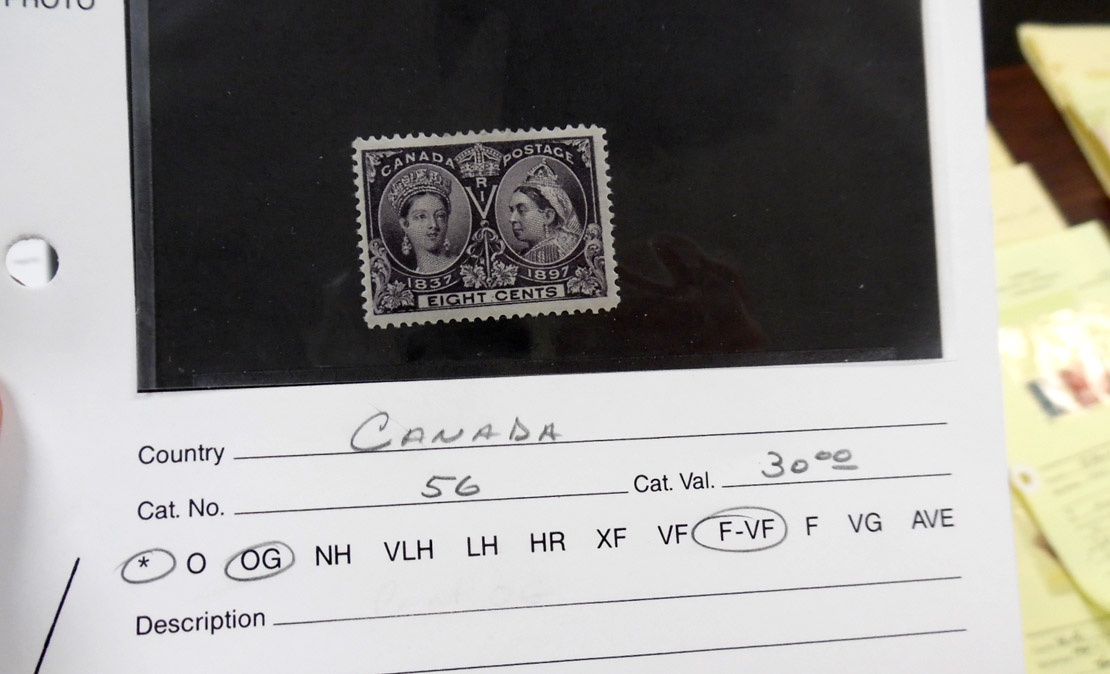 PHOTO
CANADA POSTAGE
V R I
1837 1897
EIGHT CENTS
Country CANADA
Cat. No. 56 Cat. Val. 30 00
* O OG NH VLH LH HR XF VF F-VF F VG AVE
Description